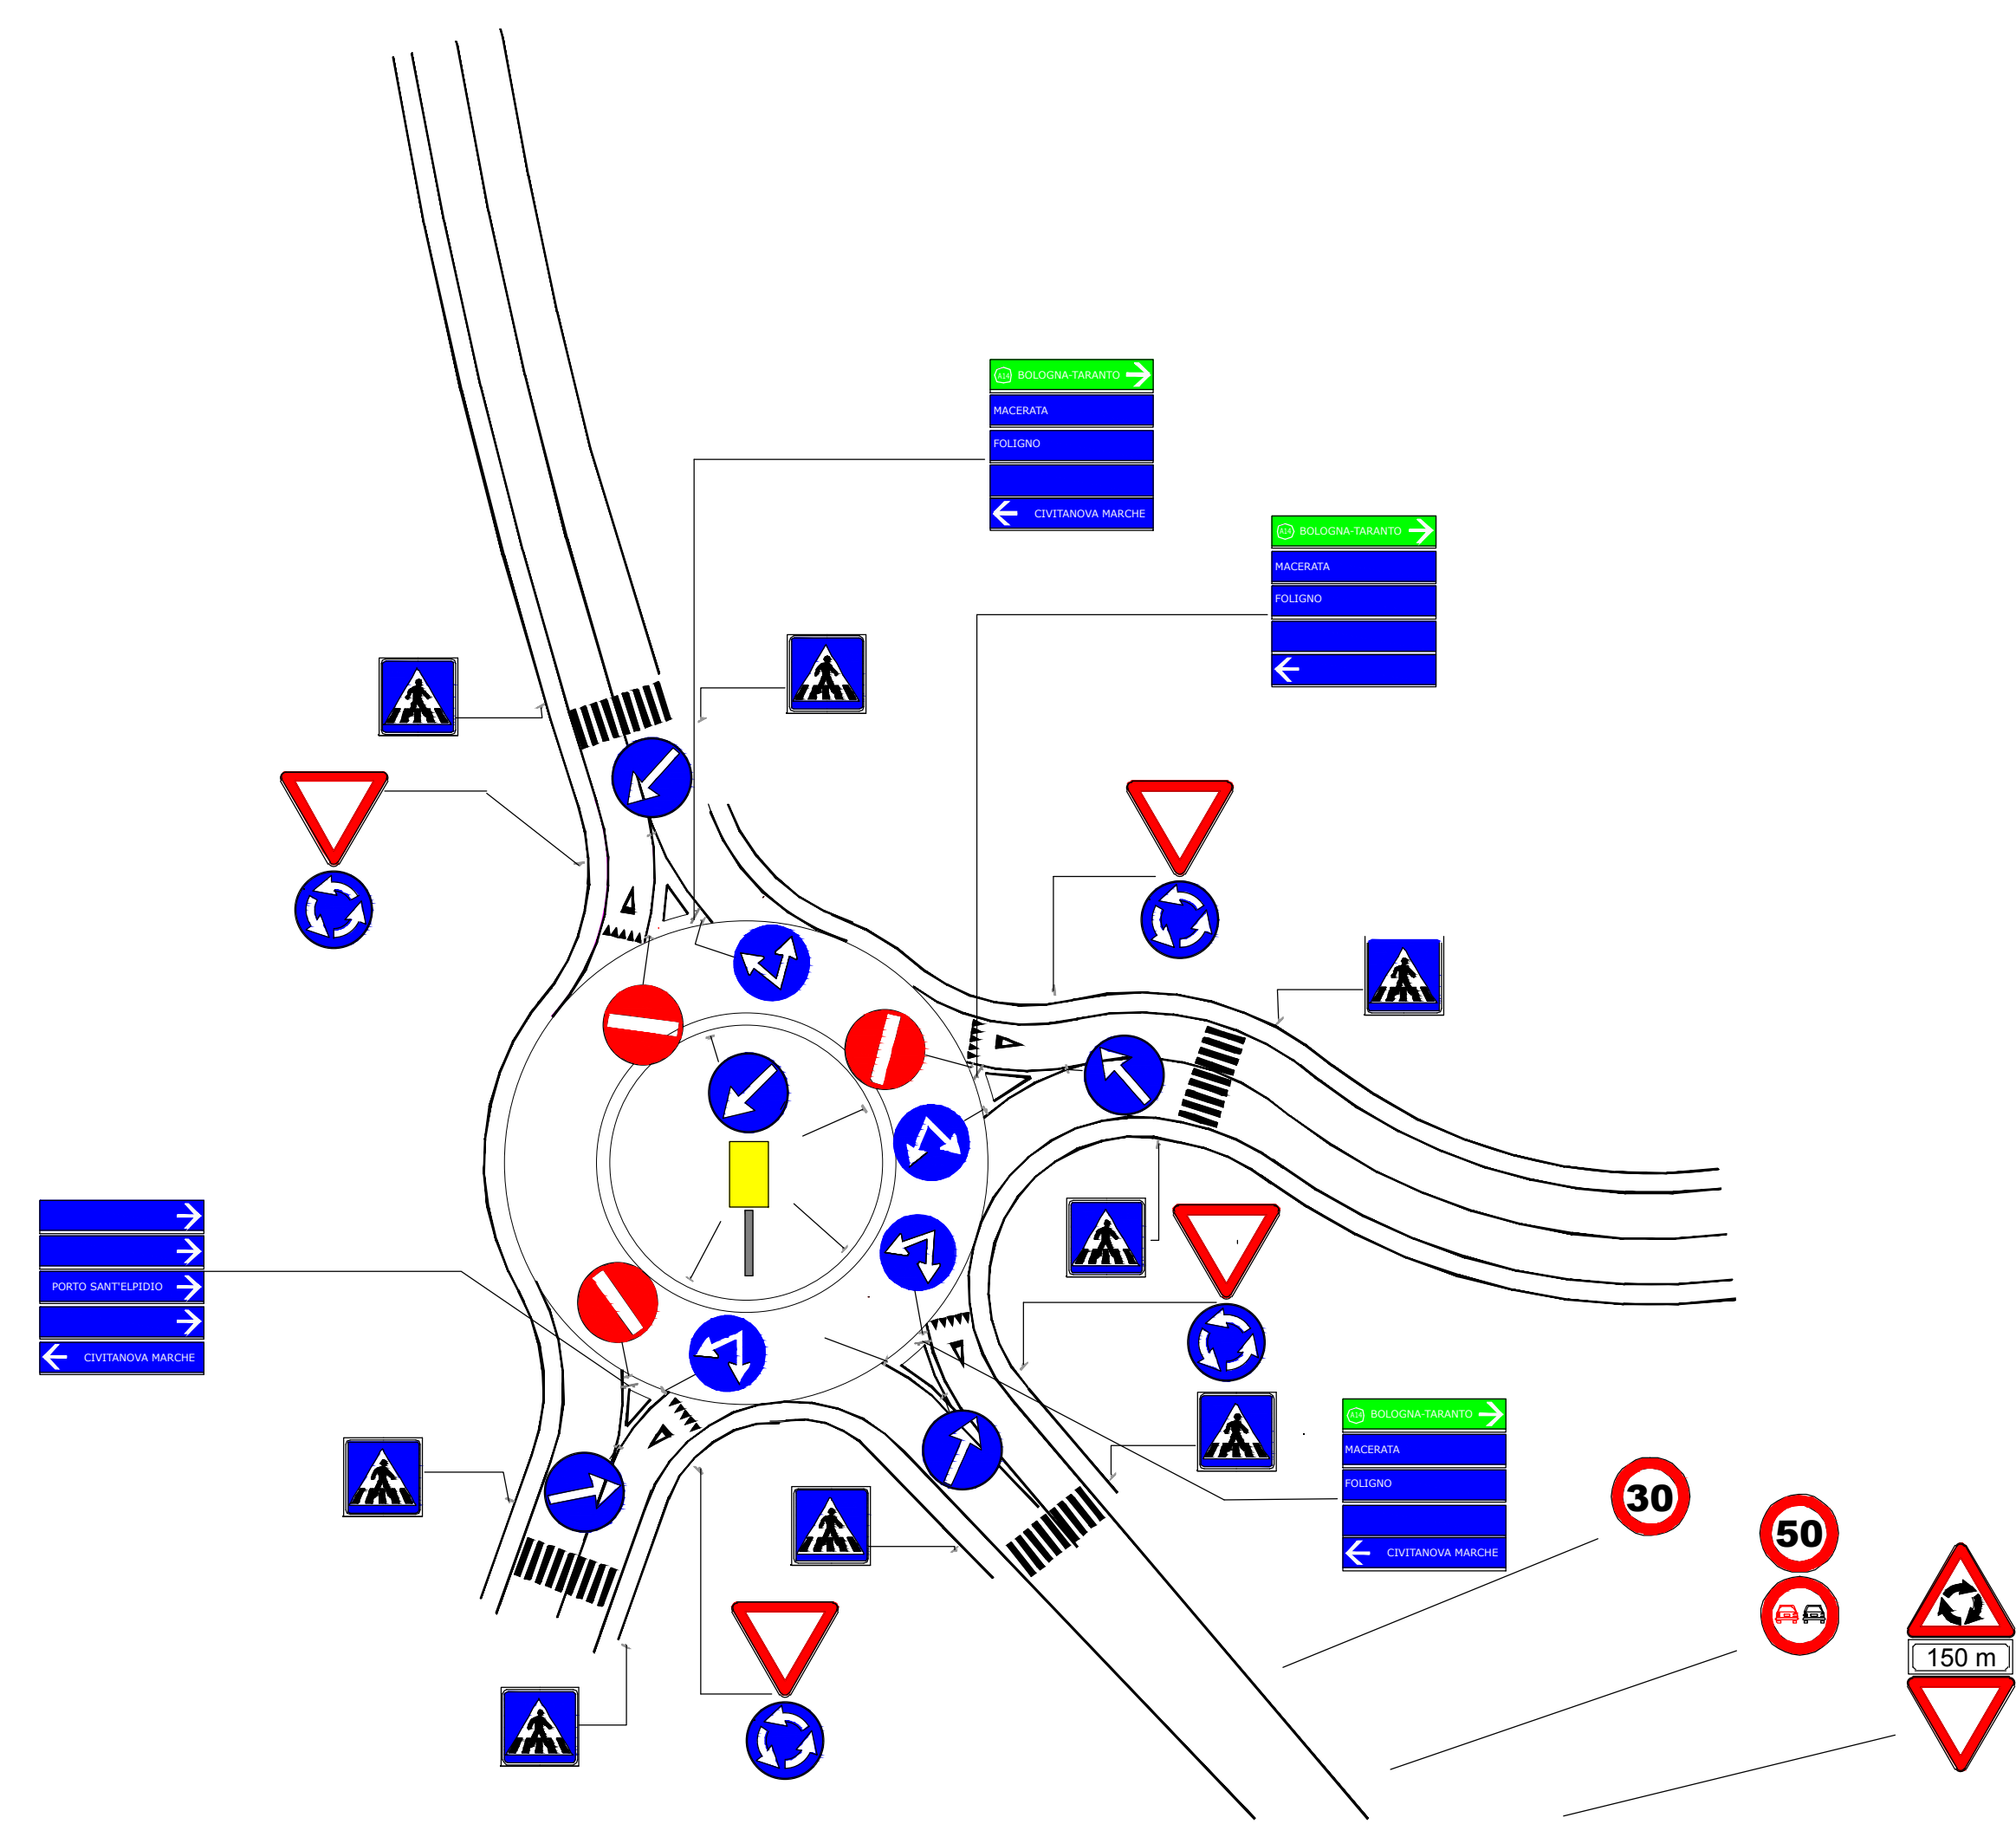 A14 BOLOGNA-TARANTO
MACERATA
FOLIGNO
CIVITANOVA MARCHE
A14 BOLOGNA-TARANTO
MACERATA
FOLIGNO
PORTO SANT'ELPIDIO
CIVITANOVA MARCHE
A14 BOLOGNA-TARANTO
MACERATA
FOLIGNO
CIVITANOVA MARCHE
30
50
150 m